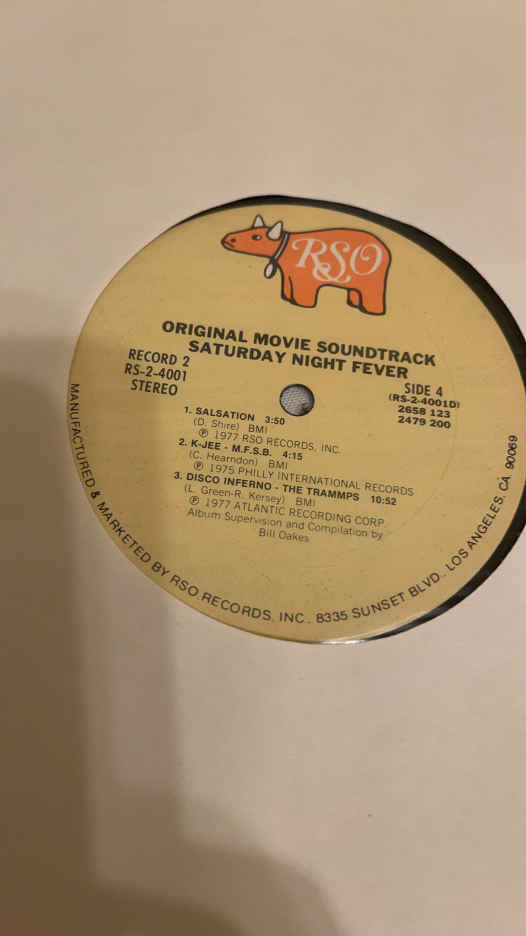 RSO
ORIGINAL MOVIE SOUNDTRACK
SATURDAY NIGHT FEVER
RECORD 2
RS-2-4001
STEREO
SIDE 4
(RS-2-4001D)
2658 123
2479 200
1. SALSATION 3:50
(D. Shire) BMI
Ⓟ 1977 RSO RECORDS, INC.
2. K-JEE - M.F.S.B. 4:15
(C. Hearndon) BMI
Ⓟ 1975 PHILLY INTERNATIONAL RECORDS
3. DISCO INFERNO - THE TRAMMPS 10:52
(L. Green-R. Kersey) BMI
Ⓟ 1977 ATLANTIC RECORDING CORP.
Album Supervision and Compilation by
Bill Oakes
MANUFACTURED & MARKETED BY RSO RECORDS, INC., 8335 SUNSET BLVD., LOS ANGELES, CA 90069